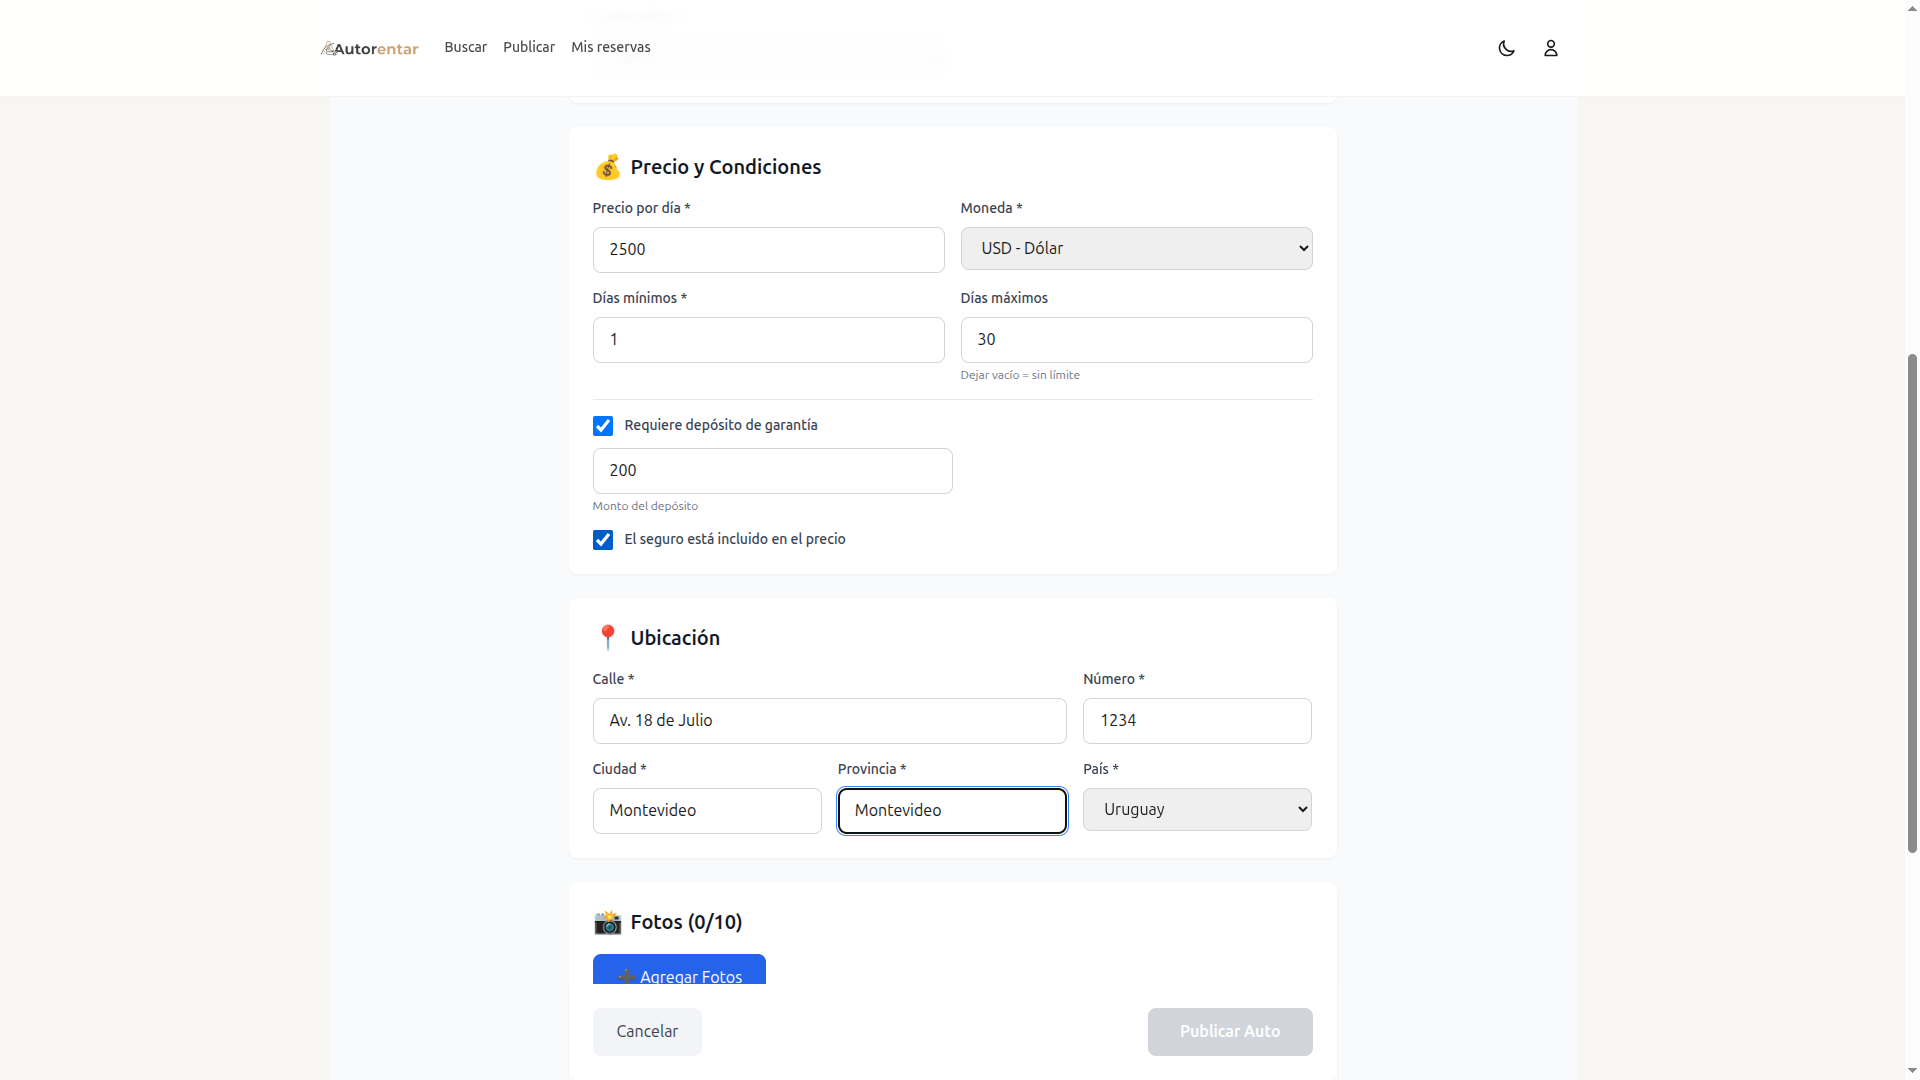 Autorentar Buscar Publicar Mis reservas
Precio y Condiciones
Precio por día * Moneda *
2500 USD - Dólar
Días mínimos * Días máximos
1 30
Dejar vacío = sin límite
Requiere depósito de garantía
200
Monto del depósito
El seguro está incluido en el precio
Ubicación
Calle * Número *
Av. 18 de Julio 1234
Ciudad * Provincia * País *
Montevideo Montevideo Uruguay
Fotos (0/10)
Agregar Fotos
Cancelar Publicar Auto